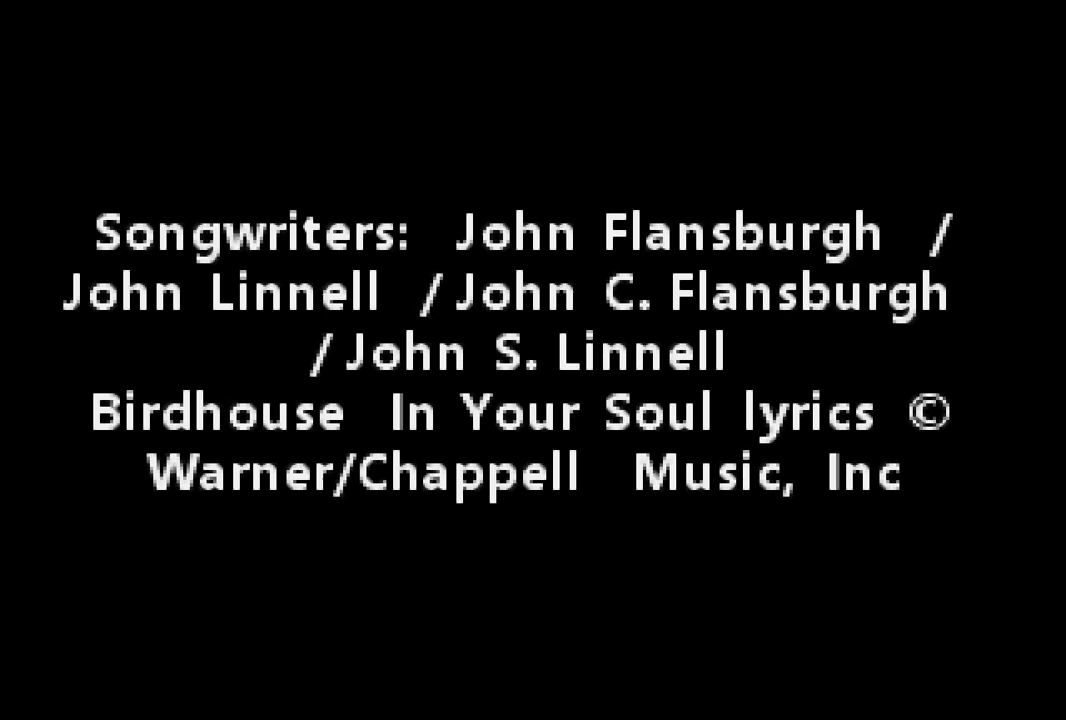 Songwriters: John Flansburgh /
John Linnell / John C. Flansburgh
/ John S. Linnell
Birdhouse In Your Soul lyrics ©
Warner/Chappell Music, Inc